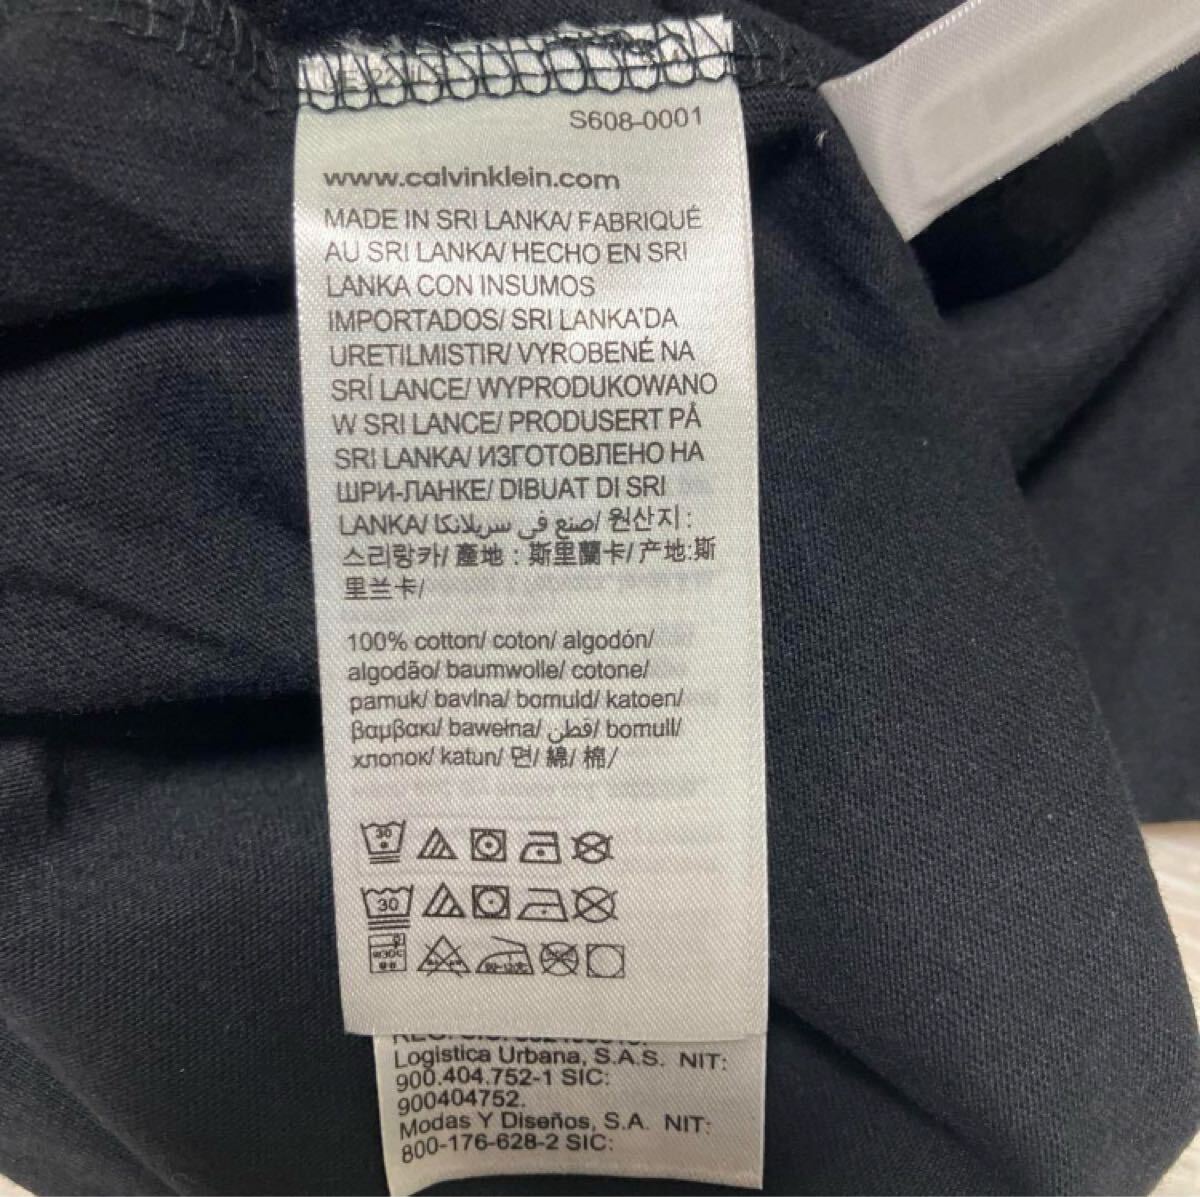 S608-0001
www.calvinklein.com
MADE IN SRI LANKA/ FABRIQUÉ
AU SRI LANKA/ HECHO EN SRI
LANKA CON INSUMOS
IMPORTADOS/ SRI LANKA'DA
URETILMISTIR/ VYROBENÉ NA
SRÍ LANCE/ WYPRODUKOWANO
W SRI LANCE/ PRODUSERT PÅ
SRI LANKA/ ИЗГОТОВЛЕНО НА
ШРИ-ЛАНКЕ/ DIBUAT DI SRI
LANKA/ صنع في سريلانكا/ 원산지 :
스리랑카/ 產地 : 斯里蘭卡/ 产地:斯
里兰卡/
100% cotton/ coton/ algodón/
algodão/ baumwolle/ cotone/
pamuk/ bavlna/ bomuld/ katoen/
βαμβακι/ bawełna/ قطن/ bomull/
хлопок/ katun/ 면/ 綿/ 棉/
30
30
Logistica Urbana, S.A.S. NIT:
900.404.752-1 SIC:
900404752.
Modas Y Diseños, S.A. NIT:
800-176-628-2 SIC: